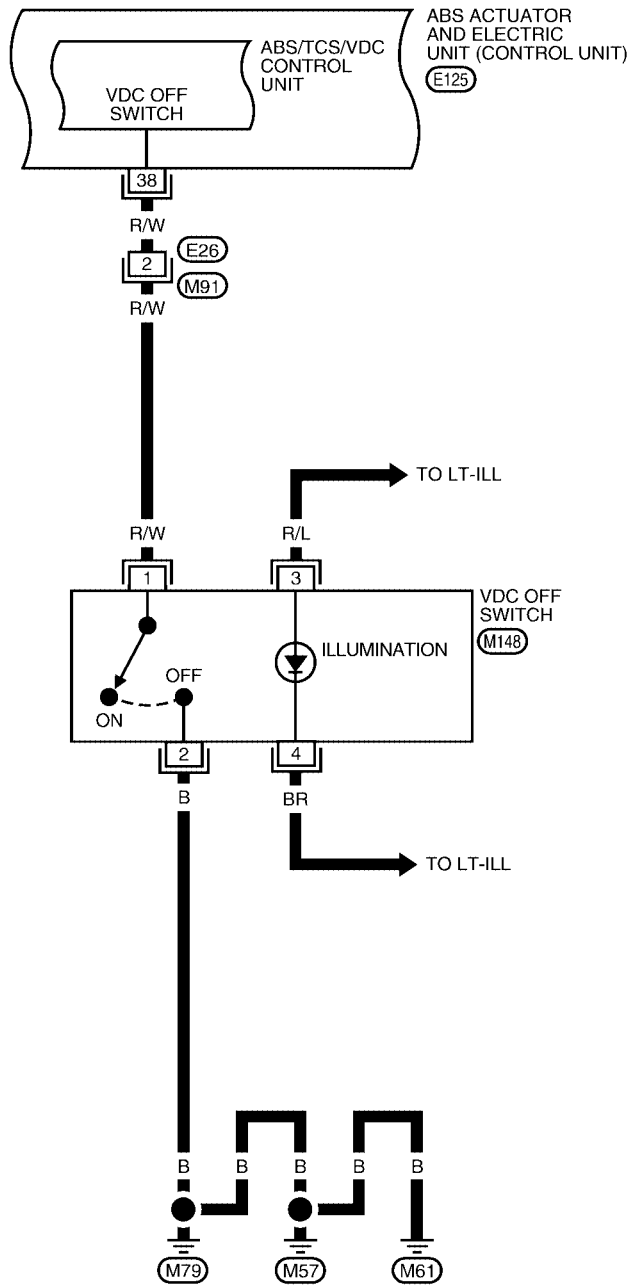 ABS ACTUATOR
AND ELECTRIC
UNIT (CONTROL UNIT)
E125
ABS/TCS/VDC
CONTROL
UNIT
VDC OFF
SWITCH
38
R/W
E26
2
M91
R/W
TO LT-ILL
R/W
R/L
1
3
VDC OFF
SWITCH
M148
ILLUMINATION
OFF
ON
2
4
B
BR
TO LT-ILL
B
B
B
B
B
M79
M57
M61